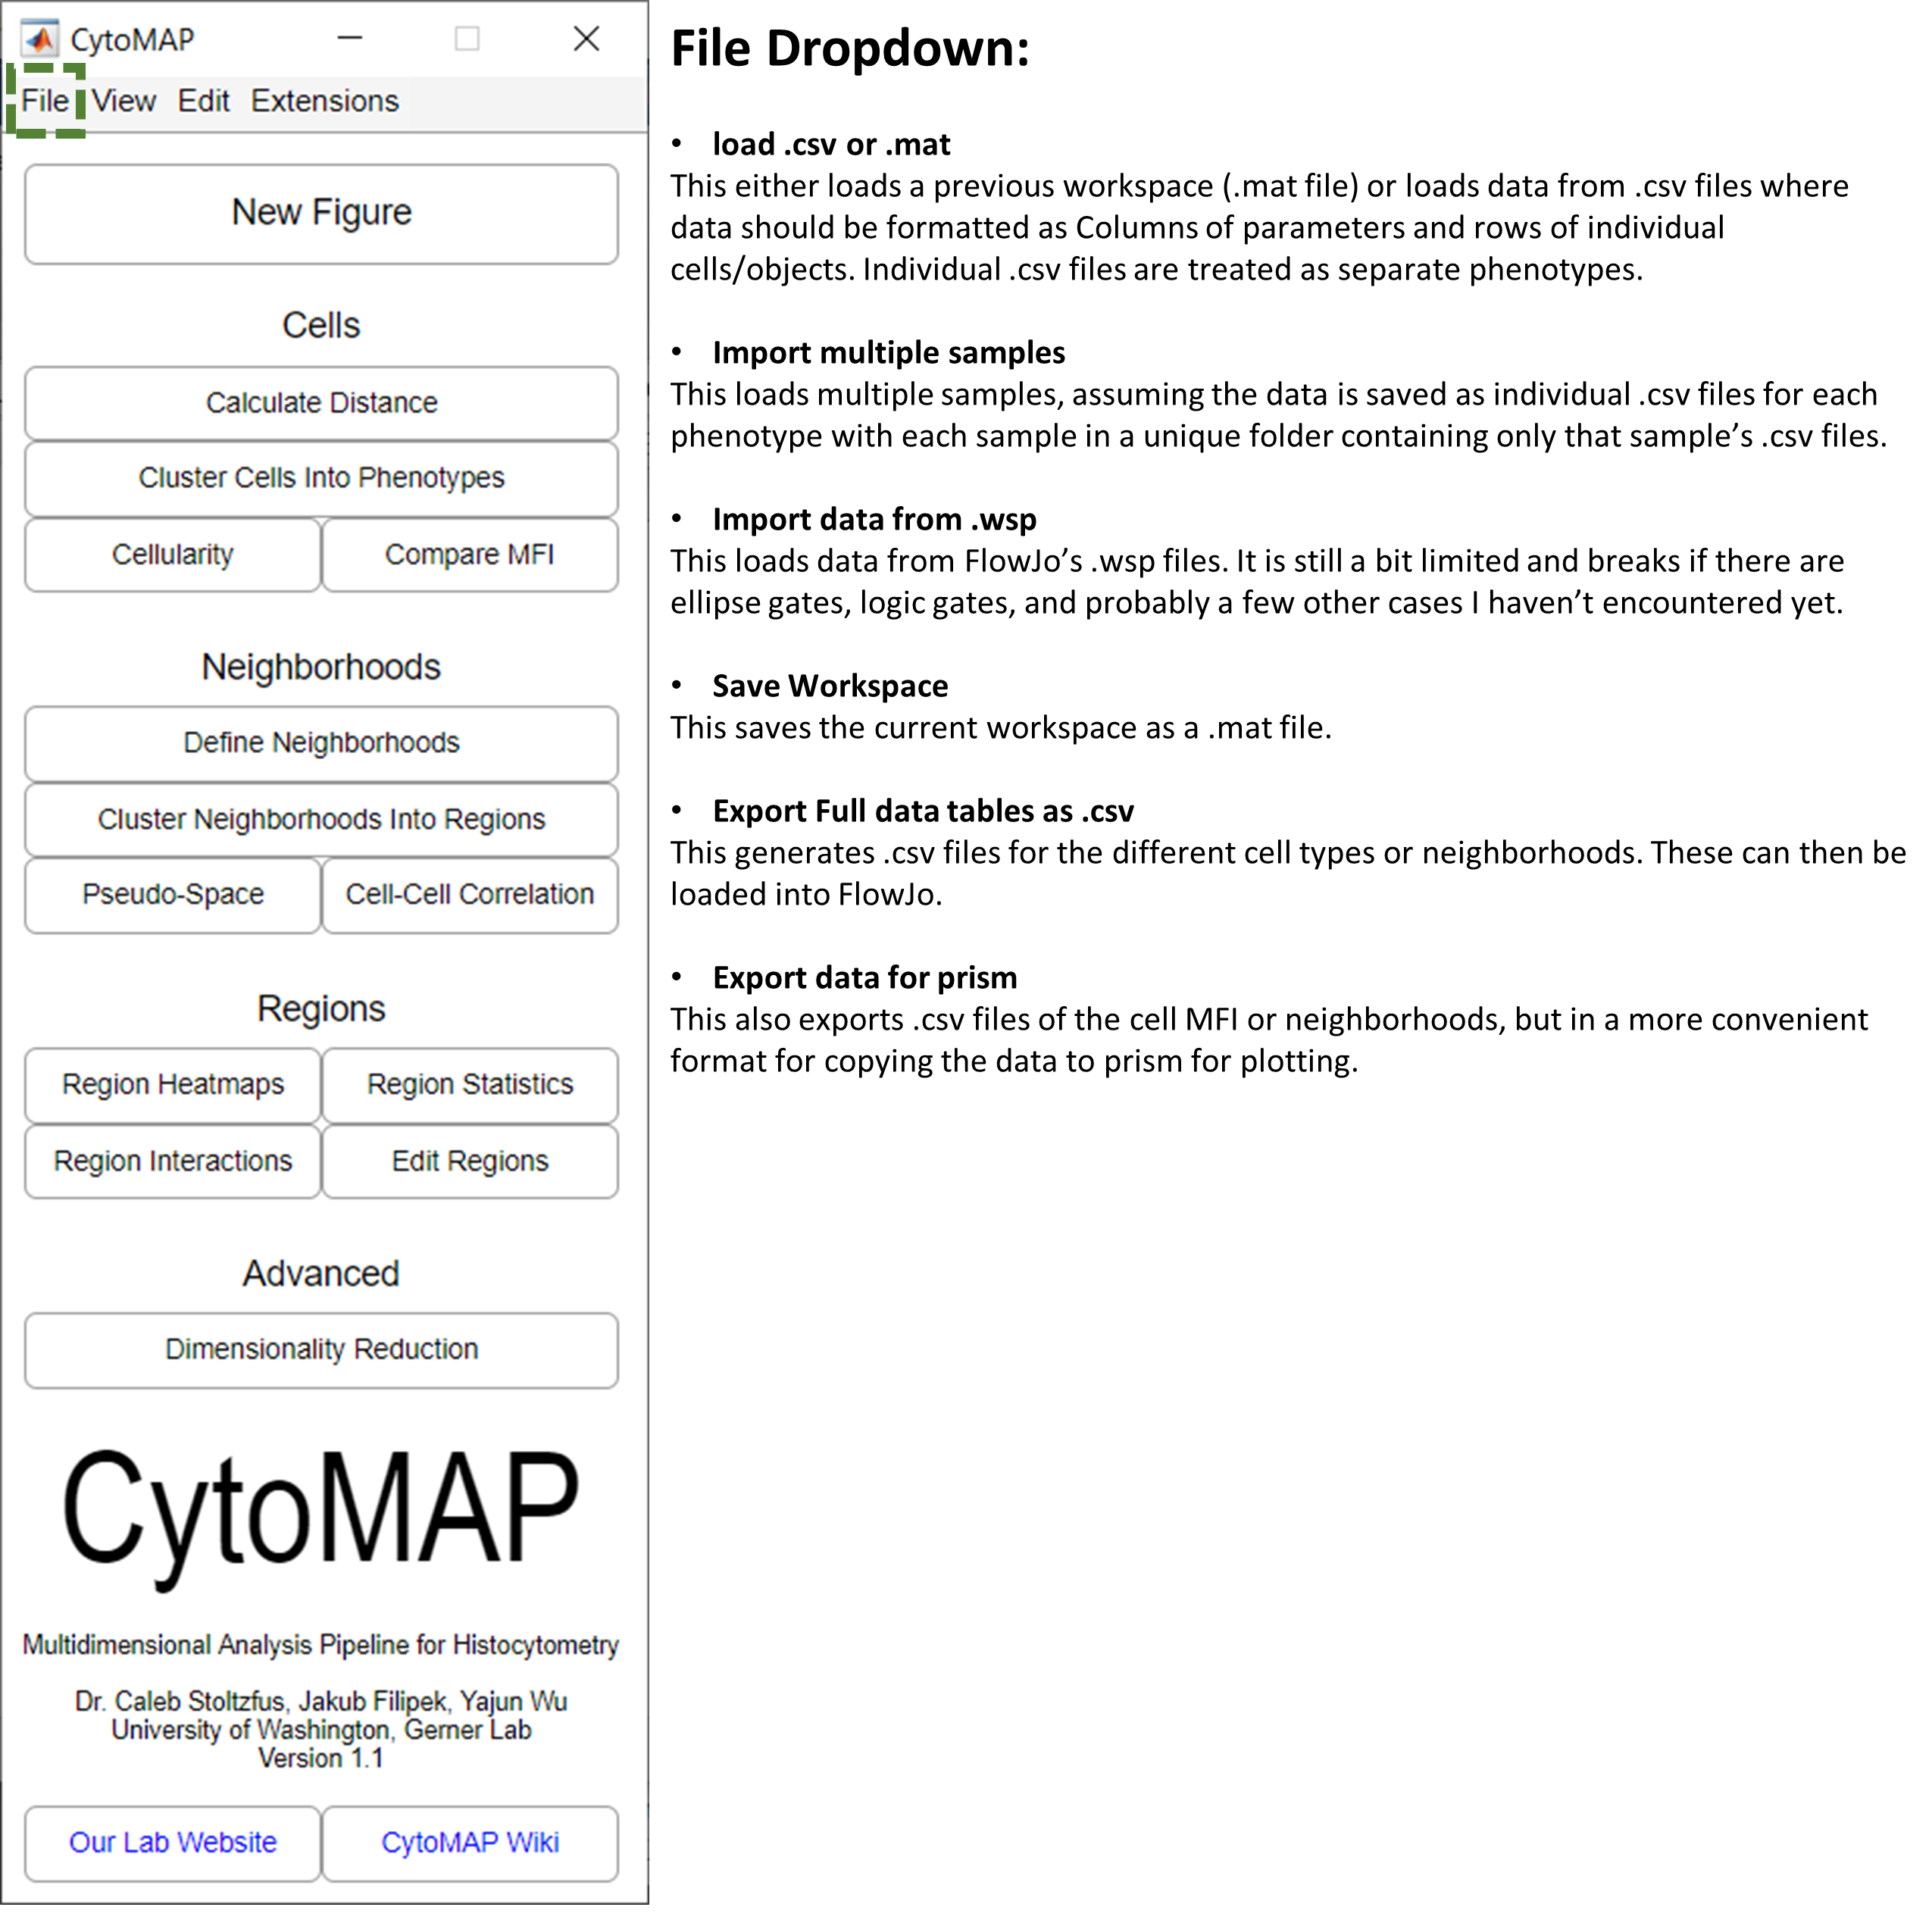 CytoMAP
File View Edit Extensions
New Figure
Cells
Calculate Distance
Cluster Cells Into Phenotypes
Cellularity
Compare MFI
Neighborhoods
Define Neighborhoods
Cluster Neighborhoods Into Regions
Pseudo-Space
Cell-Cell Correlation
Regions
Region Heatmaps
Region Statistics
Region Interactions
Edit Regions
Advanced
Dimensionality Reduction
CytoMAP
Multidimensional Analysis Pipeline for Histocytometry
Dr. Caleb Stoltzfus, Jakub Filipek, Yajun Wu
University of Washington, Gerner Lab
Version 1.1
Our Lab Website
CytoMAP Wiki
File Dropdown:
• load .csv or .mat
This either loads a previous workspace (.mat file) or loads data from .csv files where
data should be formatted as Columns of parameters and rows of individual
cells/objects. Individual .csv files are treated as separate phenotypes.
• Import multiple samples
This loads multiple samples, assuming the data is saved as individual .csv files for each
phenotype with each sample in a unique folder containing only that sample’s .csv files.
• Import data from .wsp
This loads data from FlowJo’s .wsp files. It is still a bit limited and breaks if there are
ellipse gates, logic gates, and probably a few other cases I haven’t encountered yet.
• Save Workspace
This saves the current workspace as a .mat file.
• Export Full data tables as .csv
This generates .csv files for the different cell types or neighborhoods. These can then be
loaded into FlowJo.
• Export data for prism
This also exports .csv files of the cell MFI or neighborhoods, but in a more convenient
format for copying the data to prism for plotting.